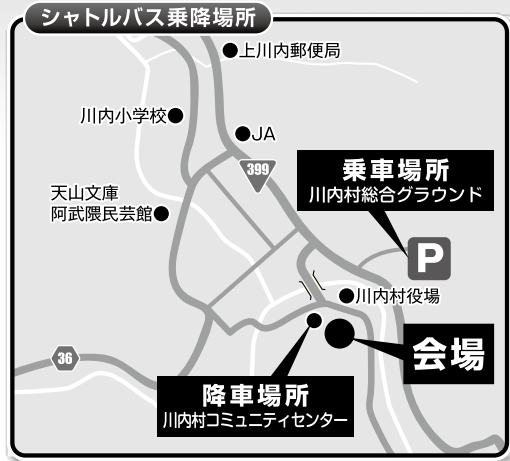 シャトルバス乗降場所
上川内郵便局
川内小学校
JA
399
乗車場所
川内村総合グラウンド
天山文庫
阿武隈民芸館
P
川内村役場
会場
36
降車場所
川内村コミュニティセンター